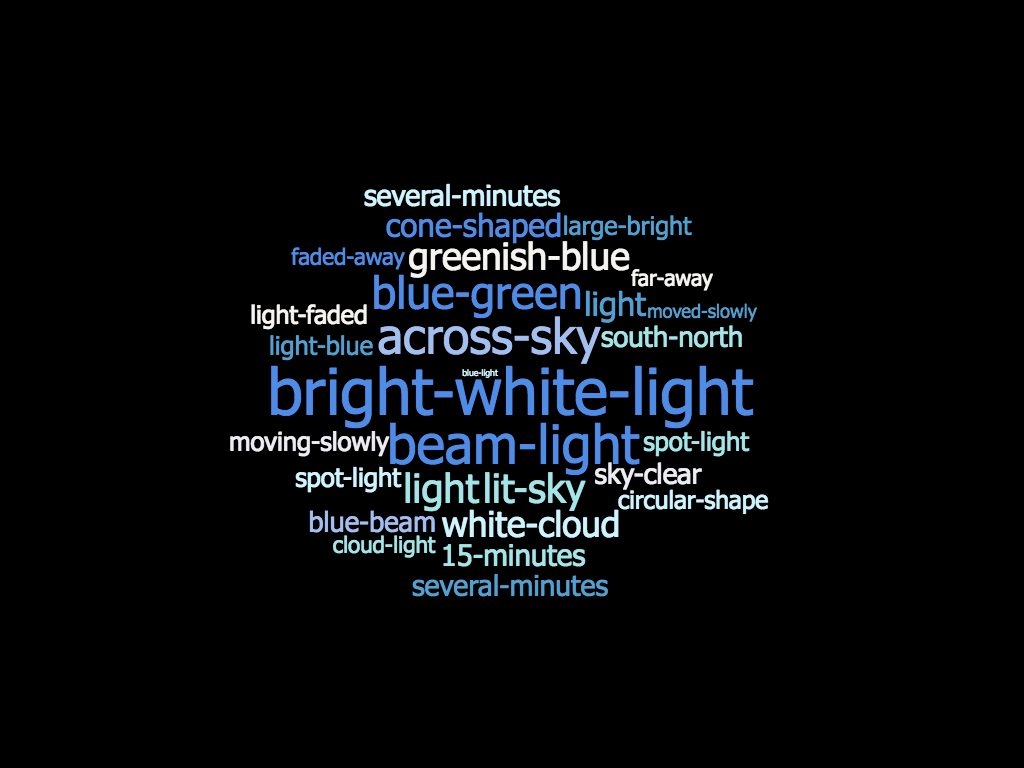 several-minutes
cone-shaped large-bright
faded-away greenish-blue
far-away
blue-green light moved-slowly
light-faded
across-sky south-north
light-blue
blue-light
bright-white-light
moving-slowly beam-light spot-light
spot-light light lit-sky sky-clear
circular-shape
blue-beam white-cloud
cloud-light 15-minutes
several-minutes